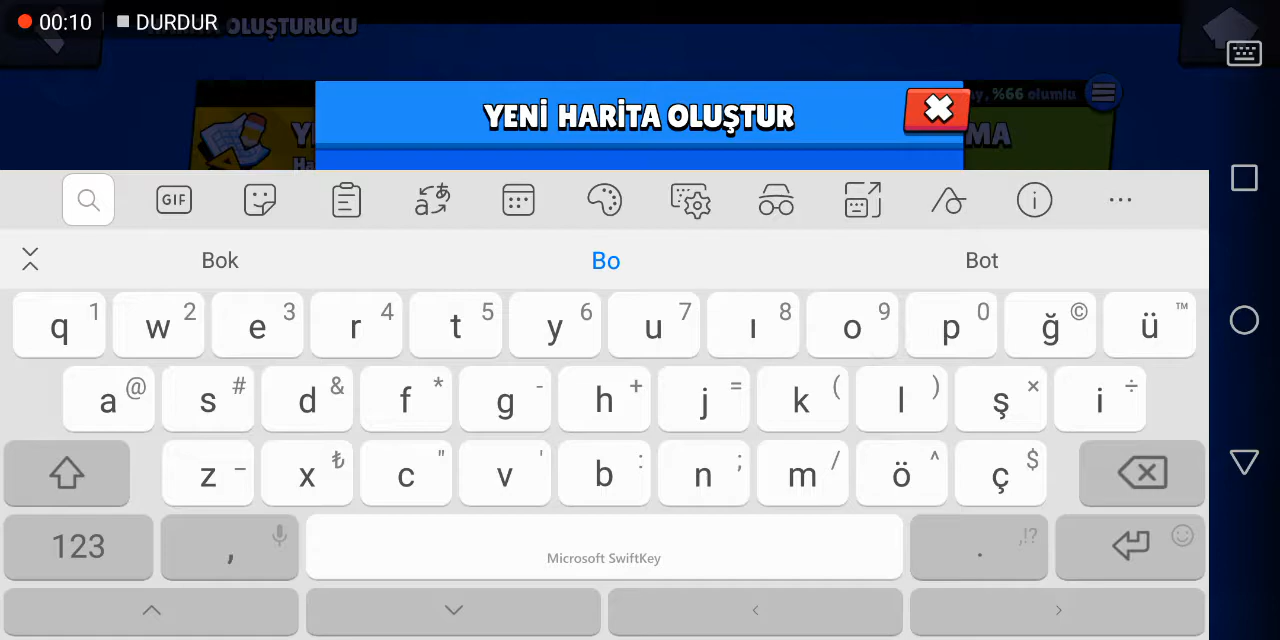 00:10 DURDUR
OLUŞTURUCU
YENİ HARİTA OLUŞTUR
%66 olumlu
GIF
Bok Bo Bot
q 1 w 2 e 3 r 4 t 5 y 6 u 7 ı 8 o 9 p 0 ğ © ü ™
a @ s # d & f * g - h + j = k ( l ) ş × i ÷
z _ x ₺ c " v ' b : n ; m / ö ^ ç $
123 , Microsoft SwiftKey . ,!?